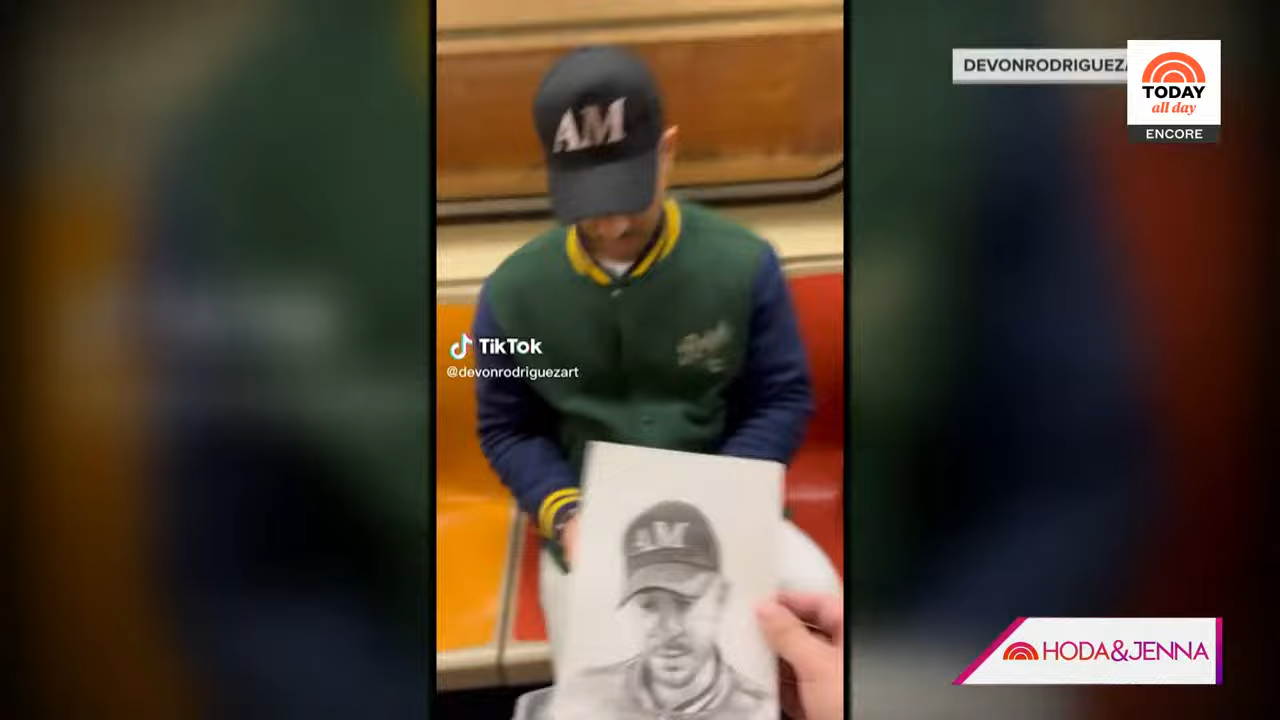 DEVONRODRIGUEZA
TODAY
all day
ENCORE
AM
TikTok
@devonrodriguezart
AM
HODA&JENNA